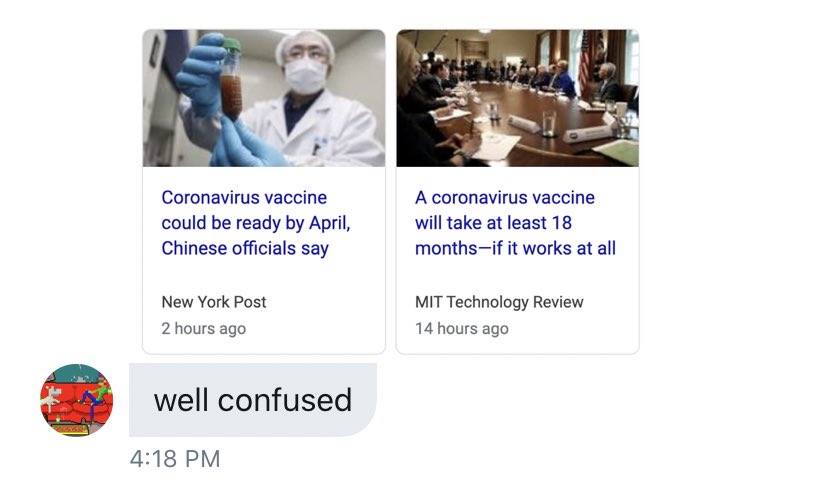 Coronavirus vaccine
could be ready by April,
Chinese officials say
New York Post
2 hours ago
A coronavirus vaccine
will take at least 18
months—if it works at all
MIT Technology Review
14 hours ago
well confused
4:18 PM